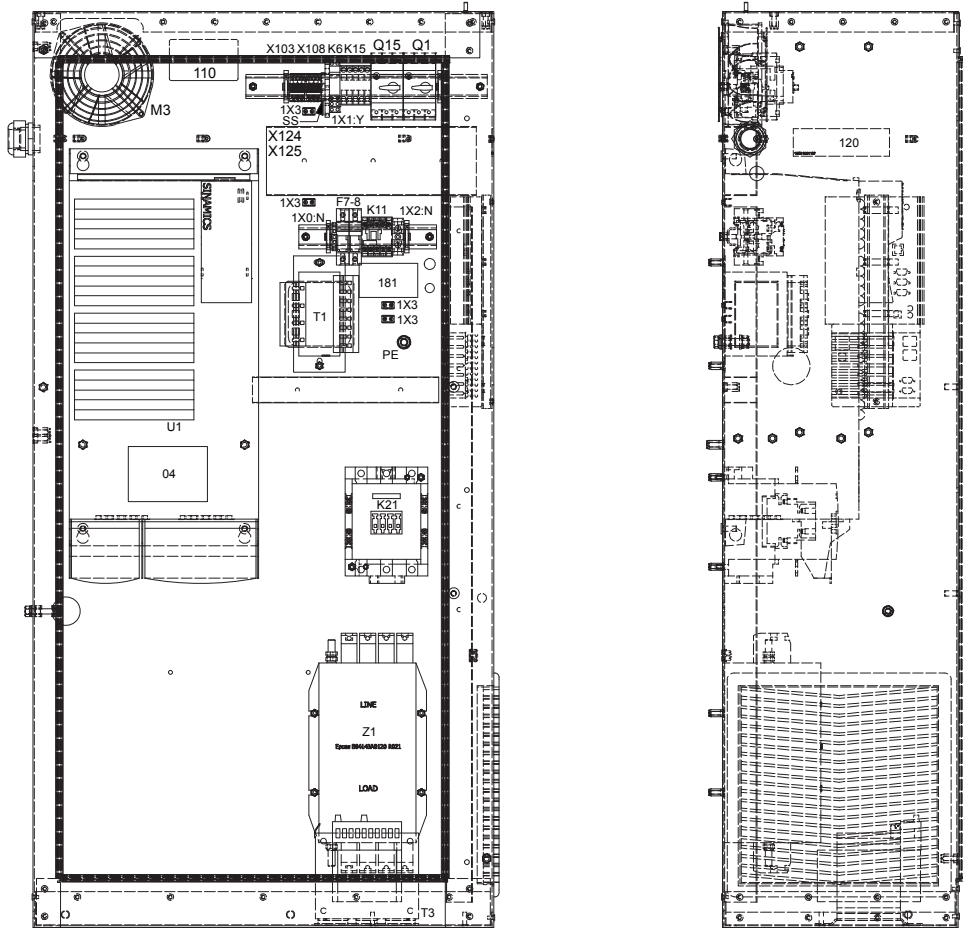 X103 X108 K6 K15 Q15 Q1
110
M3
1X3
SS
1X1:Y
X124
X125
120
SINAMICS
1X3
F7-8
1X0:N
K11
1X2:N
181
1X3
T1
1X3
PE
U1
04
K21
LINE
Z1
LOAD
C
C
T3